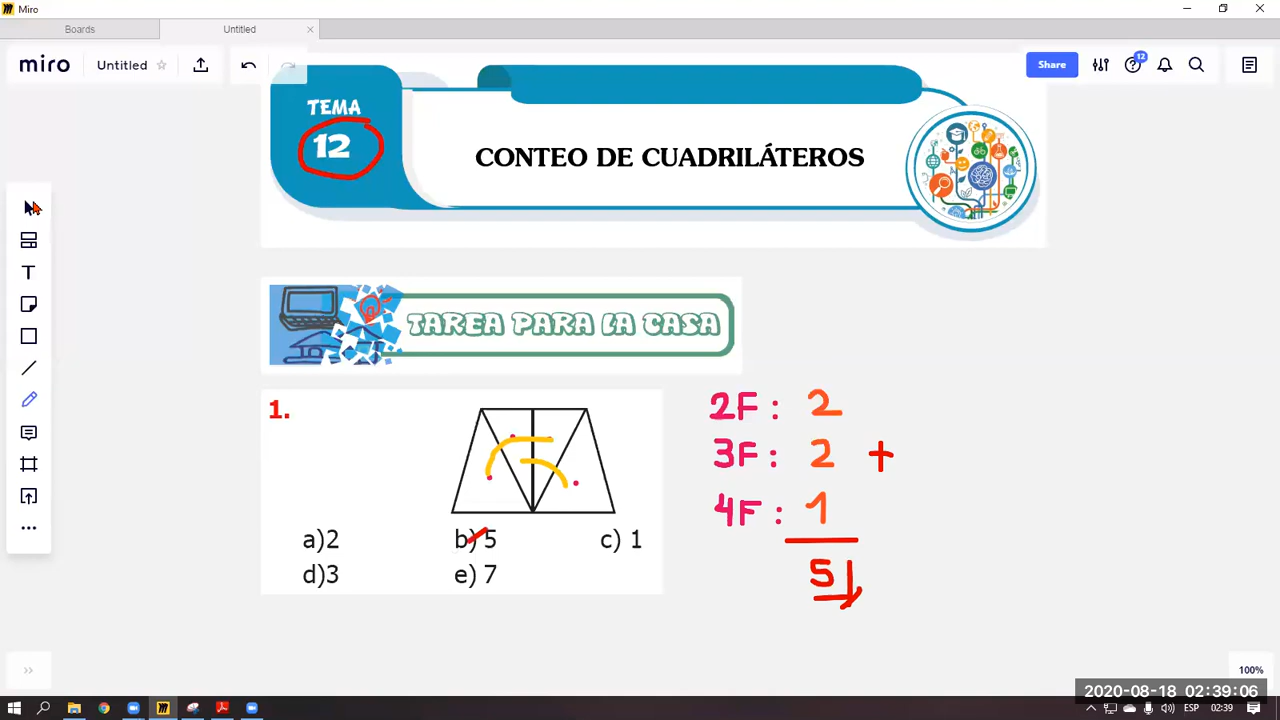 Miro
Boards
Untitled
miro
Untitled
12
Share
TEMA
12
CONTEO DE CUADRILÁTEROS
TAREA PARA LA CASA
1.
2F : 2
3F : 2 +
4F : 1
5
a)2 b) 5 c) 1
d)3 e) 7
100%
2020-08-18 02:39:06
ESP 02:39